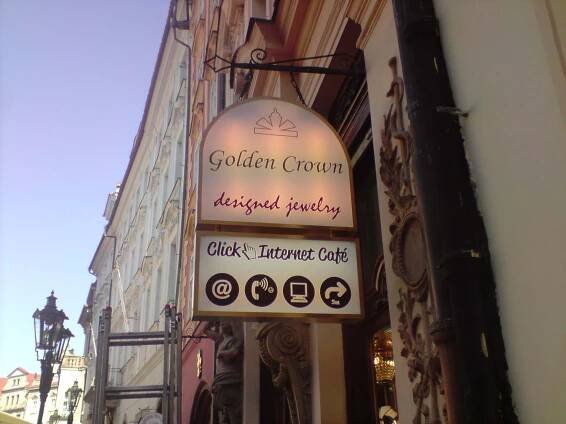 Golden Crown
designed jewelry
Click Internet Café
@